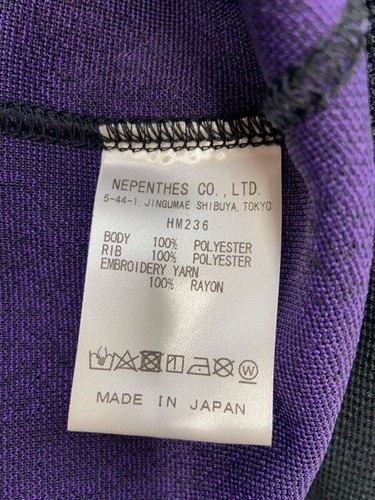 NEPENTHES CO., LTD.
5-44-1, JINGUMAE SHIBUYA, TOKYO
HM236
BODY 100% POLYESTER
RIB 100% POLYESTER
EMBROIDERY YARN
100% RAYON
W
MADE IN JAPAN